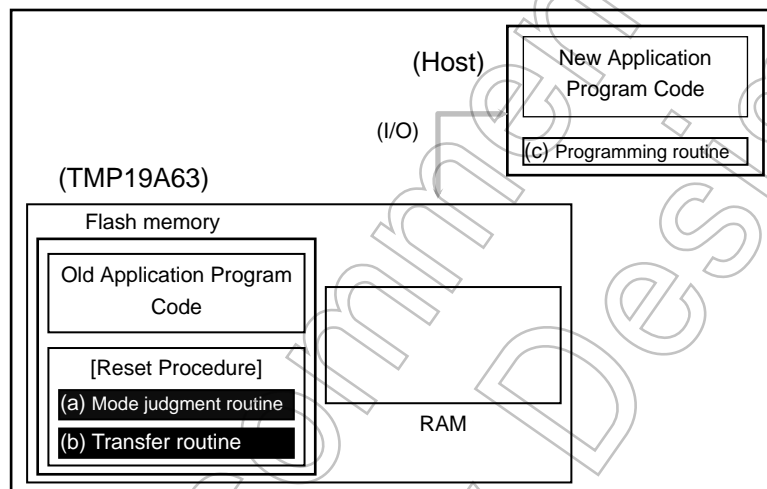 (Host)
New Application
Program Code
(I/O)
(c) Programming routine
(TMP19A63)
Flash memory
Old Application Program
Code
[Reset Procedure]
(a) Mode judgment routine
(b) Transfer routine
RAM